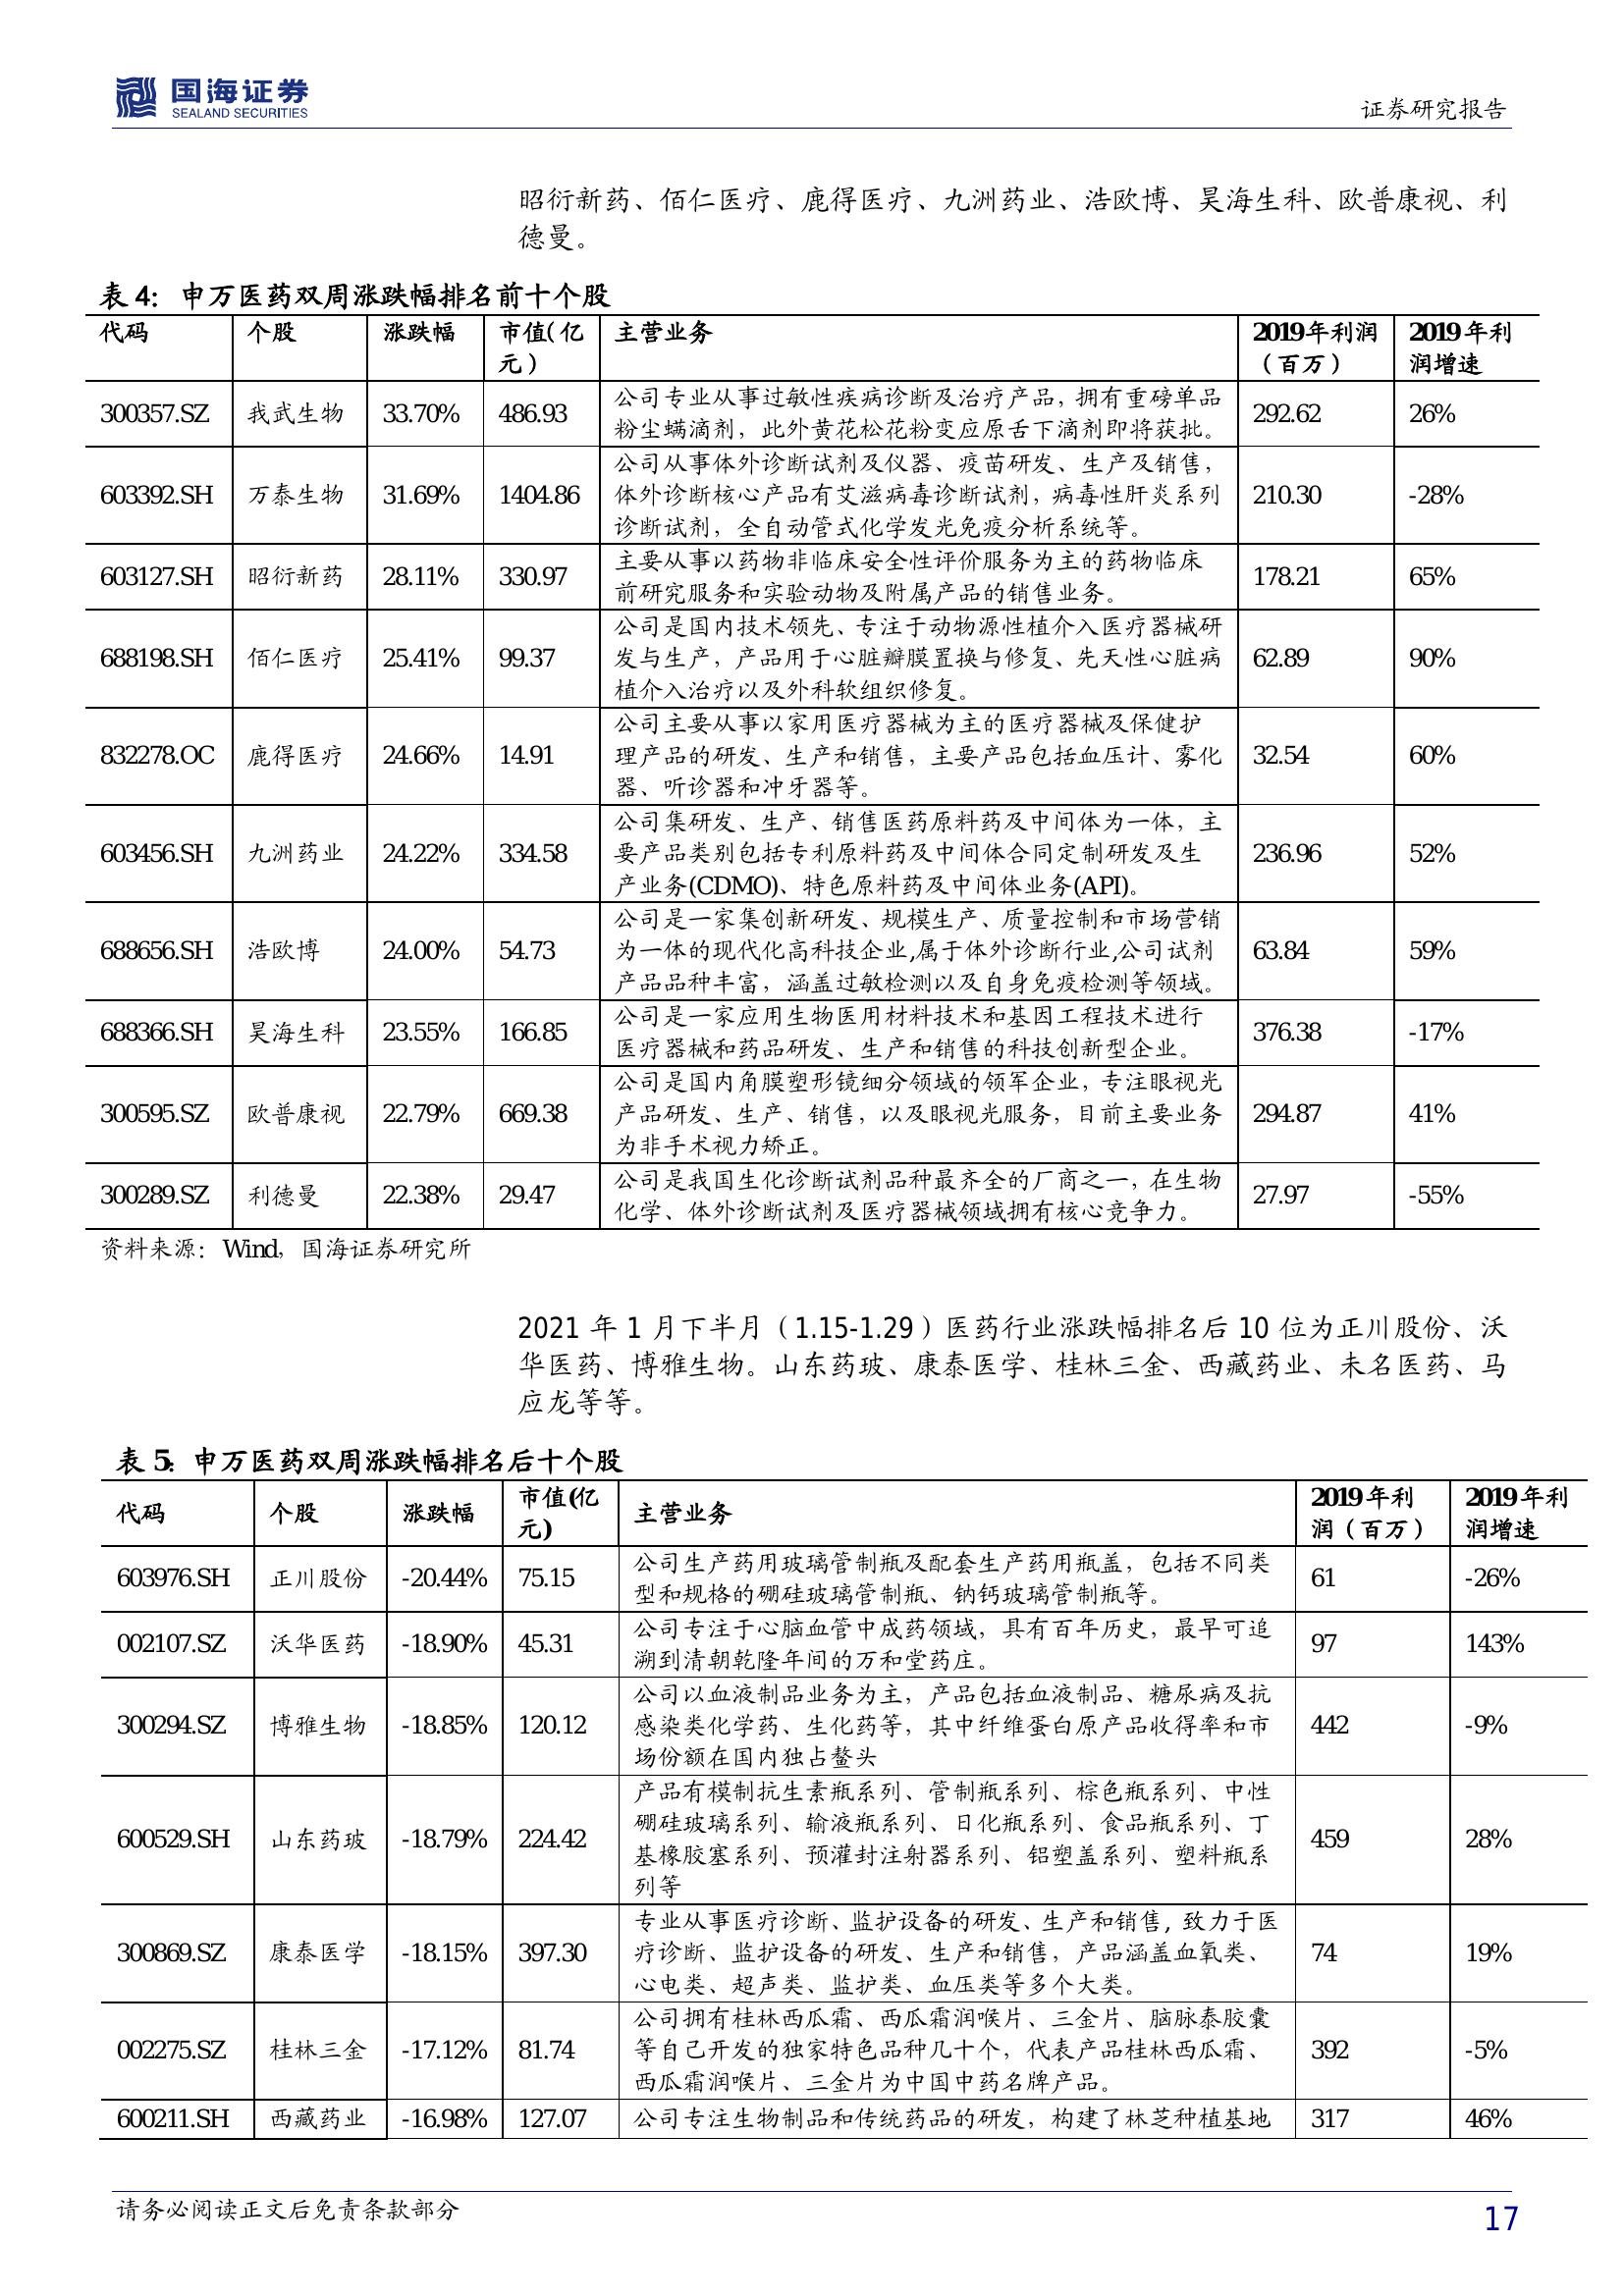 国海证券
SEALAND SECURITIES
证券研究报告
昭衍新药、佰仁医疗、鹿得医疗、九洲药业、浩欧博、昊海生科、欧普康视、利
德曼。
表 4: 申万医药双周涨跌幅排名前十个股
代码 个股 涨跌幅 市值(亿 主营业务 2019年利润 2019年利
元) （百万） 润增速
公司专业从事过敏性疾病诊断及治疗产品，拥有重磅单品
300357.SZ 我武生物 33.70% 486.93 292.62 26%
粉尘螨滴剂，此外黄花松花粉变应原舌下滴剂即将获批。
公司从事体外诊断试剂及仪器、疫苗研发、生产及销售，
603392.SH 万泰生物 31.69% 1404.86 体外诊断核心产品有艾滋病毒诊断试剂，病毒性肝炎系列 210.30 -28%
诊断试剂，全自动管式化学发光免疫分析系统等。
主要从事以药物非临床安全性评价服务为主的药物临床
603127.SH 昭衍新药 28.11% 330.97 178.21 65%
前研究服务和实验动物及附属产品的销售业务。
公司是国内技术领先、专注于动物源性植介入医疗器械研
688198.SH 佰仁医疗 25.41% 99.37 发与生产，产品用于心脏瓣膜置换与修复、先天性心脏病 62.89 90%
植介入治疗以及外科软组织修复。
公司主要从事以家用医疗器械为主的医疗器械及保健护
832278.OC 鹿得医疗 24.66% 14.91 理产品的研发、生产和销售，主要产品包括血压计、雾化 32.54 60%
器、听诊器和冲牙器等。
公司集研发、生产、销售医药原料药及中间体为一体，主
603456.SH 九洲药业 24.22% 334.58 要产品类别包括专利原料药及中间体合同定制研发及生 236.96 52%
产业务(CDMO)、特色原料药及中间体业务(API)。
公司是一家集创新研发、规模生产、质量控制和市场营销
688656.SH 浩欧博 24.00% 54.73 为一体的现代化高科技企业,属于体外诊断行业,公司试剂 63.84 59%
产品品种丰富，涵盖过敏检测以及自身免疫检测等领域。
公司是一家应用生物医用材料技术和基因工程技术进行
688366.SH 昊海生科 23.55% 166.85 376.38 -17%
医疗器械和药品研发、生产和销售的科技创新型企业。
公司是国内角膜塑形镜细分领域的领军企业，专注眼视光
300595.SZ 欧普康视 22.79% 669.38 产品研发、生产、销售，以及眼视光服务，目前主要业务 294.87 41%
为非手术视力矫正。
公司是我国生化诊断试剂品种最齐全的厂商之一，在生物
300289.SZ 利德曼 22.38% 29.47 27.97 -55%
化学、体外诊断试剂及医疗器械领域拥有核心竞争力。
资料来源：Wind，国海证券研究所
2021 年 1 月下半月（1.15-1.29）医药行业涨跌幅排名后 10 位为正川股份、沃
华医药、博雅生物。山东药玻、康泰医学、桂林三金、西藏药业、未名医药、马
应龙等等。
表 5: 申万医药双周涨跌幅排名后十个股
市值(亿 2019年利 2019年利
代码 个股 涨跌幅 主营业务
元) 润（百万） 润增速
公司生产药用玻璃管制瓶及配套生产药用瓶盖，包括不同类
603976.SH 正川股份 -20.44% 75.15 61 -26%
型和规格的硼硅玻璃管制瓶、钠钙玻璃管制瓶等。
公司专注于心脑血管中成药领域，具有百年历史，最早可追
002107.SZ 沃华医药 -18.90% 45.31 97 143%
溯到清朝乾隆年间的万和堂药庄。
公司以血液制品业务为主，产品包括血液制品、糖尿病及抗
300294.SZ 博雅生物 -18.85% 120.12 感染类化学药、生化药等，其中纤维蛋白原产品收得率和市 442 -9%
场份额在国内独占鳌头
产品有模制抗生素瓶系列、管制瓶系列、棕色瓶系列、中性
硼硅玻璃系列、输液瓶系列、日化瓶系列、食品瓶系列、丁
600529.SH 山东药玻 -18.79% 224.42 459 28%
基橡胶塞系列、预灌封注射器系列、铝塑盖系列、塑料瓶系
列等
专业从事医疗诊断、监护设备的研发、生产和销售, 致力于医
300869.SZ 康泰医学 -18.15% 397.30 疗诊断、监护设备的研发、生产和销售，产品涵盖血氧类、 74 19%
心电类、超声类、监护类、血压类等多个大类。
公司拥有桂林西瓜霜、西瓜霜润喉片、三金片、脑脉泰胶囊
002275.SZ 桂林三金 -17.12% 81.74 等自己开发的独家特色品种几十个，代表产品桂林西瓜霜、 392 -5%
西瓜霜润喉片、三金片为中国中药名牌产品。
600211.SH 西藏药业 -16.98% 127.07 公司专注生物制品和传统药品的研发，构建了林芝种植基地 317 46%
请务必阅读正文后免责条款部分
17